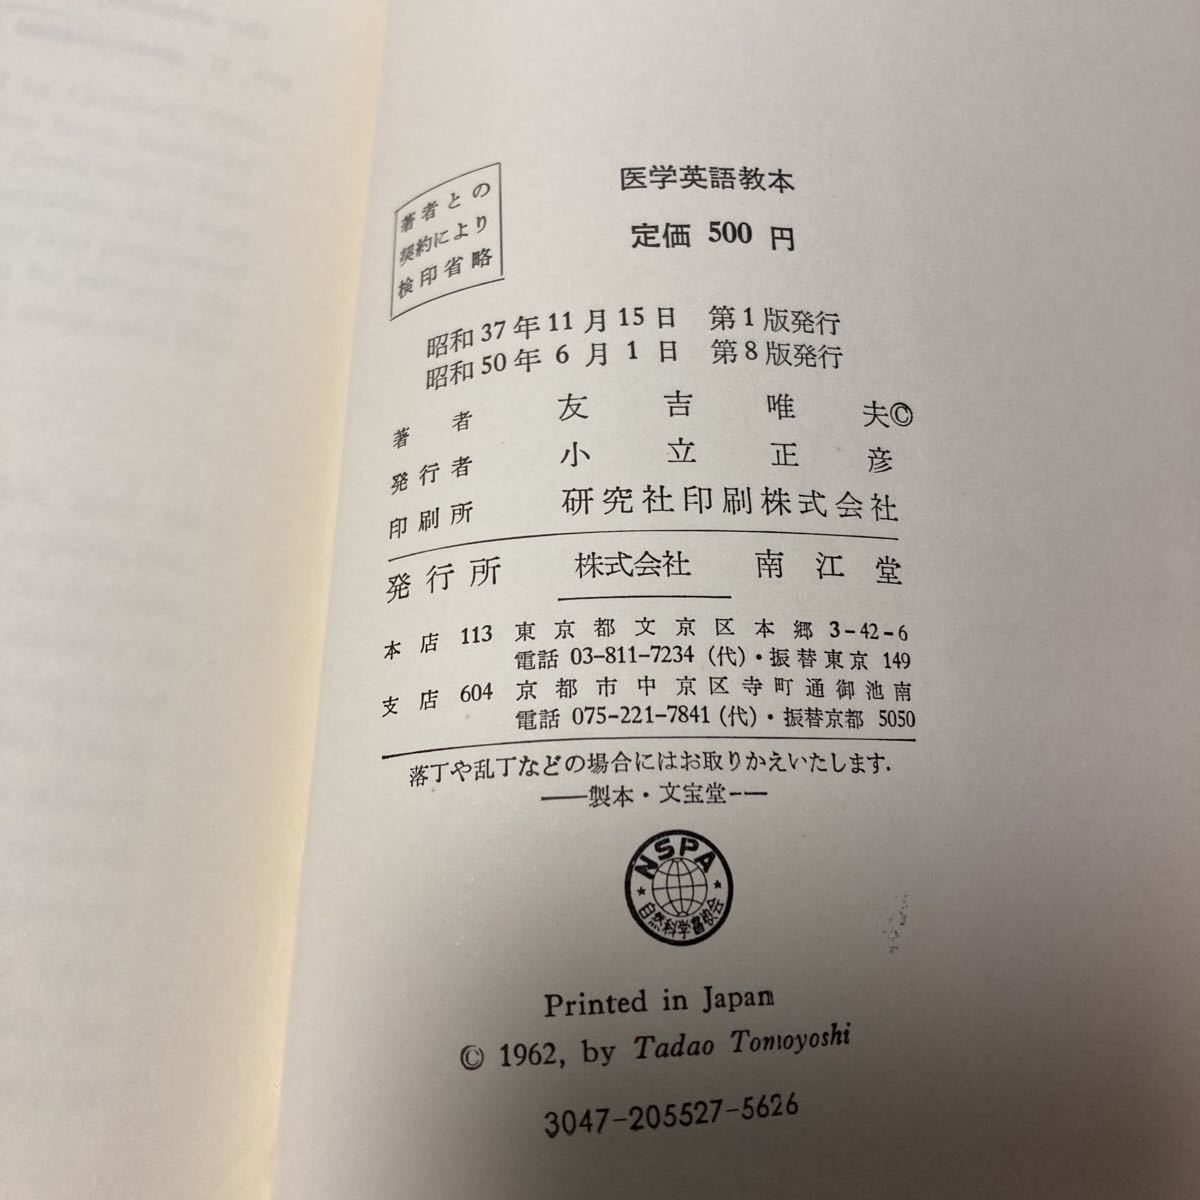 著者との
契約により
検印省略
医学英語教本
定価 500 円
昭和37年11月15日 第1版発行
昭和50年 6月 1日 第8版発行
著者 友吉唯夫©
発行者 小立正彦
印刷所 研究社印刷株式会社
発行所 株式会社 南江堂
本店 113 東京都文京区本郷 3-42-6
電話 03-811-7234 (代)・振替東京 149
支店 604 京都市中京区寺町通御池南
電話 075-221-7841 (代)・振替京都 5050
落丁や乱丁などの場合にはお取りかえいたします.
——製本・文宝堂——
NSPA
自然科学書協会
Printed in Japan
© 1962, by Tadao Tomoyoshi
3047-205527-5626